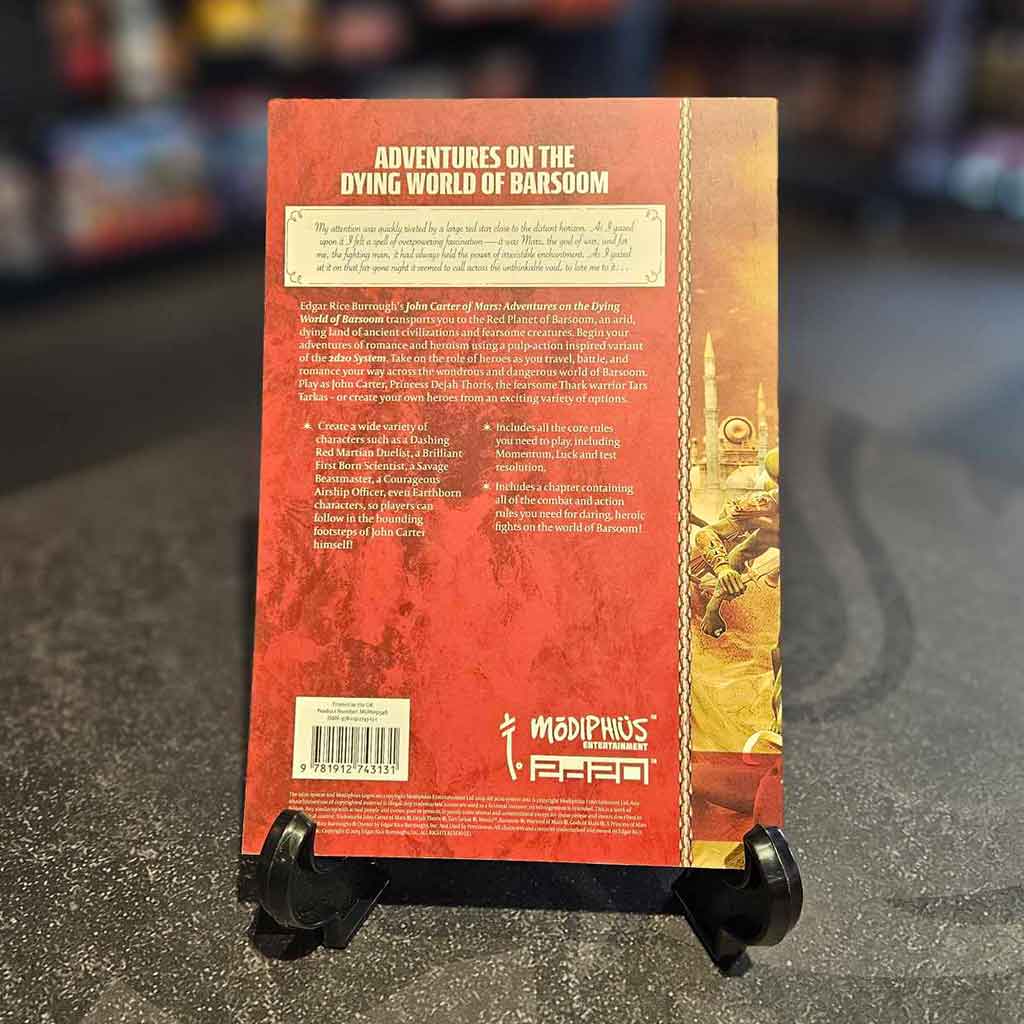 ADVENTURES ON THE
DYING WORLD OF BARSOOM
My attention was quickly riveted by a large red star close to the distant horizon. As I gazed
upon it I felt a spell of overpowering fascination — it was Mars, the god of war, and for
me, the fighting man, it had always held the power of irresistible enchantment. As I gazed
at it on that far-gone night it seemed to call across the unthinkable void, to lure me to it . . .
Edgar Rice Burrough's John Carter of Mars: Adventures on the Dying
World of Barsoom transports you to the Red Planet of Barsoom, an arid,
dying land of ancient civilizations and fearsome creatures. Begin your
adventures of romance and heroism using a pulp-action inspired variant
of the 2d20 System. Take on the role of heroes as you travel, battle, and
romance your way across the wondrous and dangerous world of Barsoom.
Play as John Carter, Princess Dejah Thoris, the fearsome Thark warrior Tars
Tarkas – or create your own heroes from an exciting variety of options.
Create a wide variety of
characters such as a Dashing
Red Martian Duelist, a Brilliant
First Born Scientist, a Savage
Beastmaster, a Courageous
Airship Officer, even Earthborn
characters, so players can
follow in the bounding
footsteps of John Carter
himself!
Includes all the core rules
you need to play, including
Momentum, Luck and test
resolution.
Includes a chapter containing
all of the combat and action
rules you need for daring, heroic
fights on the world of Barsoom!
Printed in the UK
Product Number:
ISBN:
9 781912 743131
MŌDIPHIÜS™
ENTERTAINMENT
2d20™